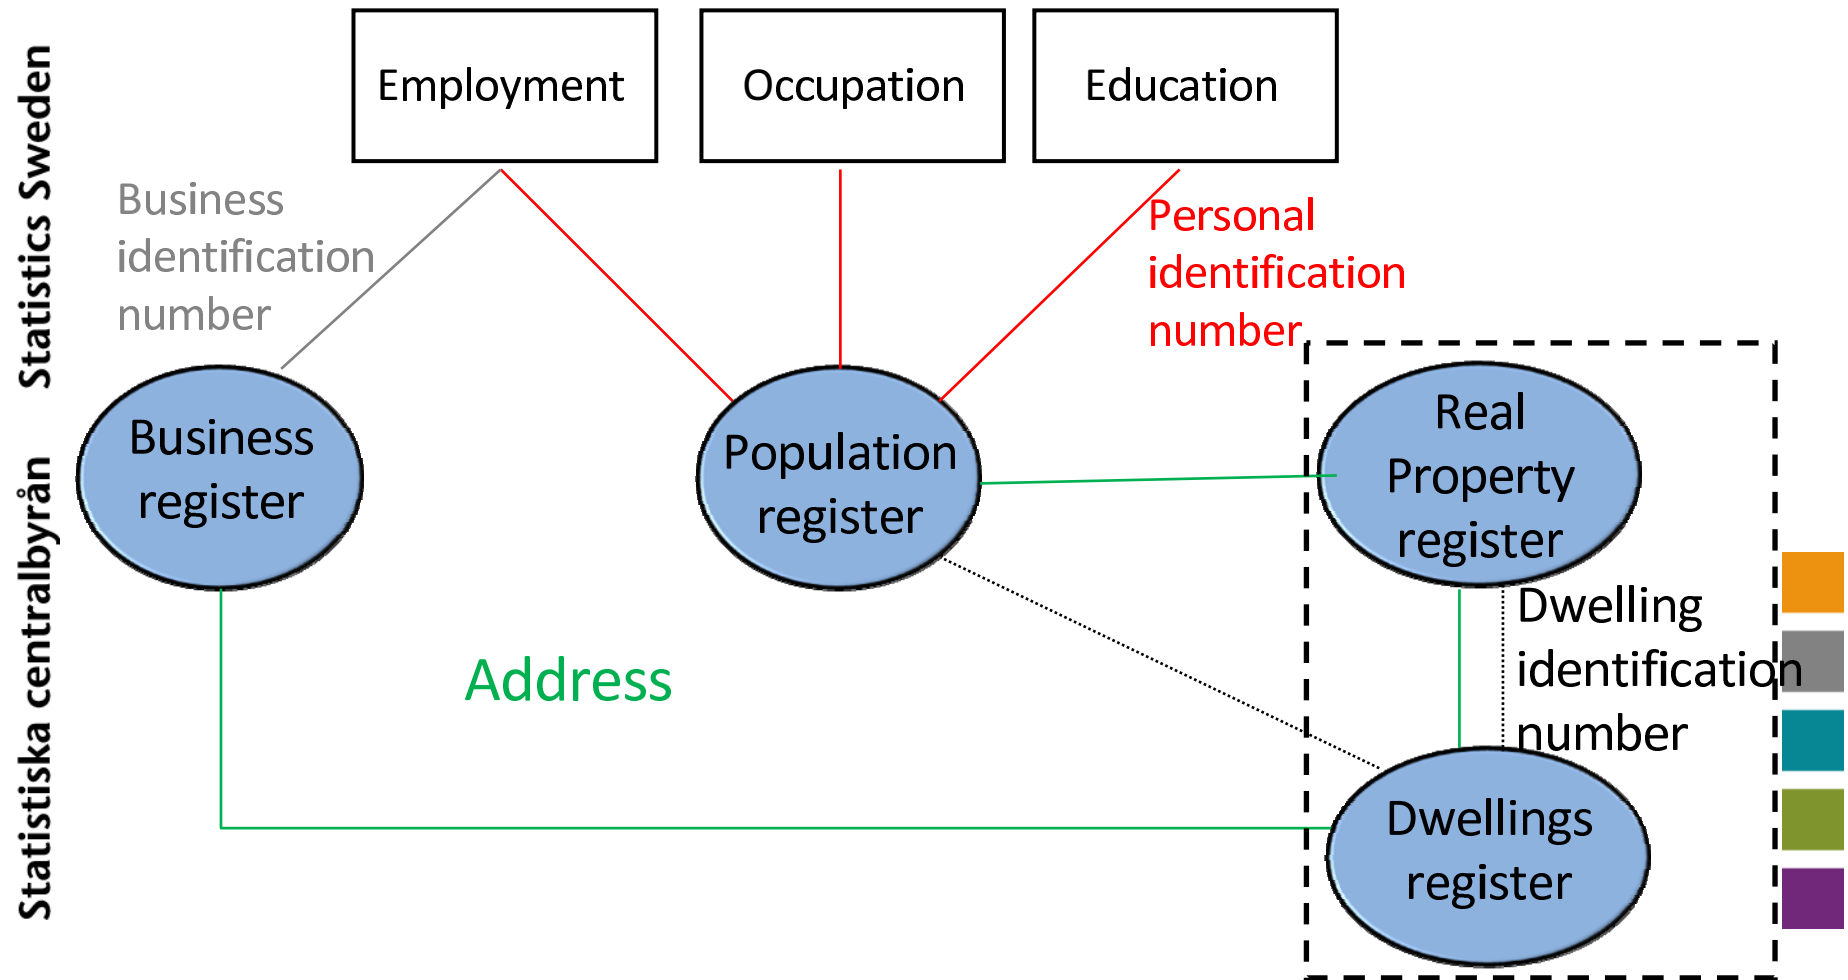 Statistics Sweden
Statistiska centralbyrån
Employment
Occupation
Education
Business
identification
number
Personal
identification
number
Business
register
Population
register
Real
Property
register
Dwelling
identification
number
Address
Dwellings
register